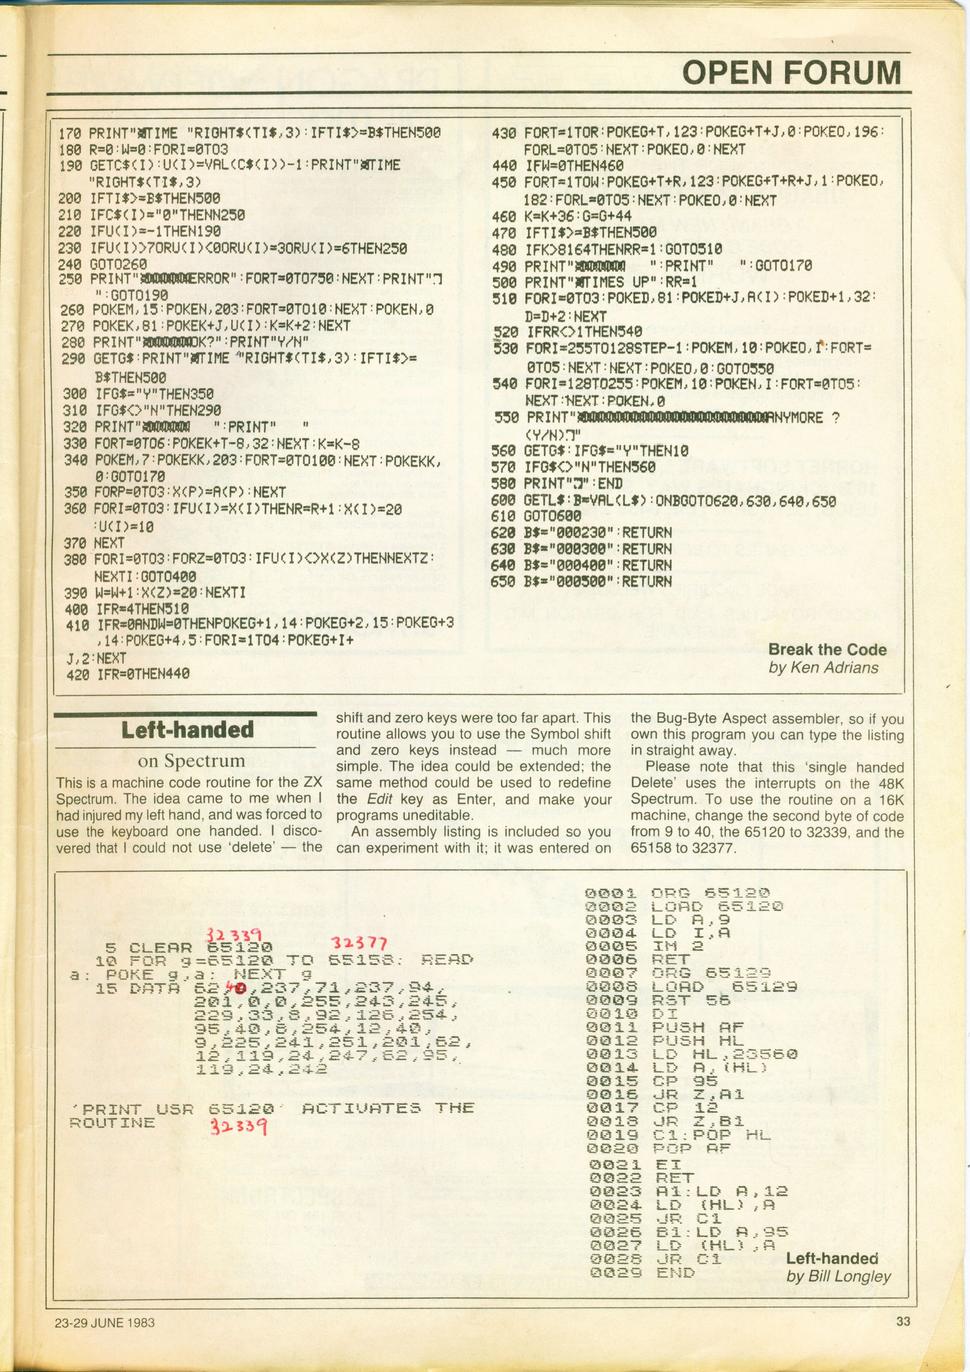 OPEN FORUM
170 PRINT"TIME "RIGHT$(TI$,3):IFTI$>=B$THEN500
180 R=0:W=0:FORI=0TO3
190 GETC$(I):U(I)=VAL(C$(I))-1:PRINT"TIME
"RIGHT$(TI$,3)
200 IFTI$>=B$THEN500
210 IFC$(I)="0"THENN250
220 IFU(I)=-1THEN190
230 IFU(I)>7ORU(I)<0ORU(I)=3ORU(I)=6THEN250
240 GOTO260
250 PRINT"ERROR":FORT=0TO750:NEXT:PRINT"
":GOTO190
260 POKEM,15:POKEN,203:FORT=0TO10:NEXT:POKEN,0
270 POKEK,81:POKEK+J,U(I):K=K+2:NEXT
280 PRINT"OK?":PRINT"Y/N"
290 GETG$:PRINT"TIME "RIGHT$(TI$,3):IFTI$>=
B$THEN500
300 IFG$="Y"THEN350
310 IFG$<>"N"THEN290
320 PRINT"   ":PRINT"   "
330 FORT=0TO6:POKEK+T-8,32:NEXT:K=K-8
340 POKEM,7:POKEKK,203:FORT=0TO100:NEXT:POKEKK,
0:GOTO170
350 FORP=0TO3:X(P)=A(P):NEXT
360 FORI=0TO3:IFU(I)=X(I)THENR=R+1:X(I)=20
:U(I)=10
370 NEXT
380 FORI=0TO3:FORZ=0TO3:IFU(I)<>X(Z)THENNEXTZ:
NEXTI:GOTO400
390 W=W+1:X(Z)=20:NEXTI
400 IFR=4THEN510
410 IFR=0ANDW=0THENPOKEG+1,14:POKEG+2,15:POKEG+3
,14:POKEG+4,5:FORI=1TO4:POKEG+I+
J,2:NEXT
420 IFR=0THEN440
430 FORT=1TOR:POKEG+T,123:POKEG+T+J,0:POKEO,196:
FORL=0TO5:NEXT:POKEO,0:NEXT
440 IFW=0THEN460
450 FORT=1TOW:POKEG+T+R,123:POKEG+T+R+J,1:POKEO,
182:FORL=0TO5:NEXT:POKEO,0:NEXT
460 K=K+36:G=G+44
470 IFTI$>=B$THEN500
480 IFK>8164THENRR=1:GOTO510
490 PRINT"   ":PRINT"   ":GOTO170
500 PRINT"TIMES UP":RR=1
510 FORI=0TO3:POKED,81:POKED+J,A(I):POKED+1,32:
D=D+2:NEXT
520 IFRR<>1THEN540
530 FORI=255TO128STEP-1:POKEM,10:POKEO,I:FORT=
0TO5:NEXT:NEXT:POKEO,0:GOTO550
540 FORI=128TO255:POKEM,10:POKEN,I:FORT=0TO5:
NEXT:NEXT:POKEN,0
550 PRINT"ANYMORE ?
(Y/N)"
560 GETG$:IFG$="Y"THEN10
570 IFG$<>"N"THEN560
580 PRINT"":END
600 GETL$:B=VAL(L$):ONBGOTO620,630,640,650
610 GOTO600
620 B$="000230":RETURN
630 B$="000300":RETURN
640 B$="000400":RETURN
650 B$="000500":RETURN
Break the Code
by Ken Adrians
Left-handed
on Spectrum
This is a machine code routine for the ZX
Spectrum. The idea came to me when I
had injured my left hand, and was forced to
use the keyboard one handed. I disco-
vered that I could not use 'delete' — the
shift and zero keys were too far apart. This
routine allows you to use the Symbol shift
and zero keys instead — much more
simple. The idea could be extended; the
same method could be used to redefine
the Edit key as Enter, and make your
programs uneditable.
An assembly listing is included so you
can experiment with it; it was entered on
the Bug-Byte Aspect assembler, so if you
own this program you can type the listing
in straight away.
Please note that this 'single handed
Delete' uses the interrupts on the 48K
Spectrum. To use the routine on a 16K
machine, change the second byte of code
from 9 to 40, the 65120 to 32339, and the
65158 to 32377.
32339
32377
5 CLEAR 65120
10 FOR g=65120 TO 65158: READ
a: POKE g,a: NEXT g
15 DATA 62,40,237,71,237,94,
201,0,0,255,243,245,
229,33,8,92,126,254,
95,40,6,254,12,40,
9,225,241,251,201,62,
12,119,24,247,62,95,
119,24,242
'PRINT USR 65120' ACTIVATES THE
ROUTINE
32339
0001 ORG 65120
0002 LOAD 65120
0003 LD A,9
0004 LD I,A
0005 IM 2
0006 RET
0007 ORG 65129
0008 LOAD 65129
0009 RST 56
0010 DI
0011 PUSH AF
0012 PUSH HL
0013 LD HL,23560
0014 LD A,(HL)
0015 CP 95
0016 JR Z,A1
0017 CP 12
0018 JR Z,B1
0019 C1:POP HL
0020 POP AF
0021 EI
0022 RET
0023 A1:LD A,12
0024 LD (HL),A
0025 JR C1
0026 B1:LD A,95
0027 LD (HL),A
0028 JR C1
0029 END
Left-handed
by Bill Longley
23-29 JUNE 1983
33